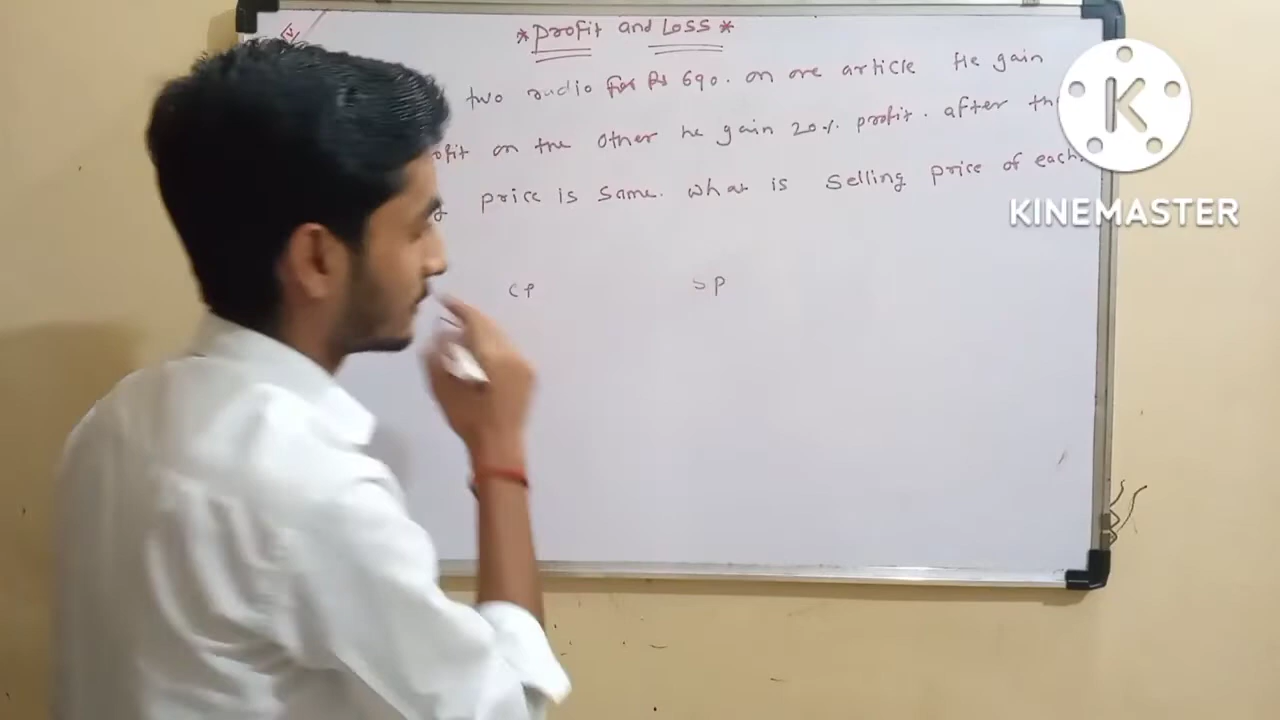 *Profit and Loss*
two audio for Rs 690. on one article He gain
ofit on the other he gain 20% profit. after th
g price is same. what is selling price of each.
CP SP
K
KINEMASTER